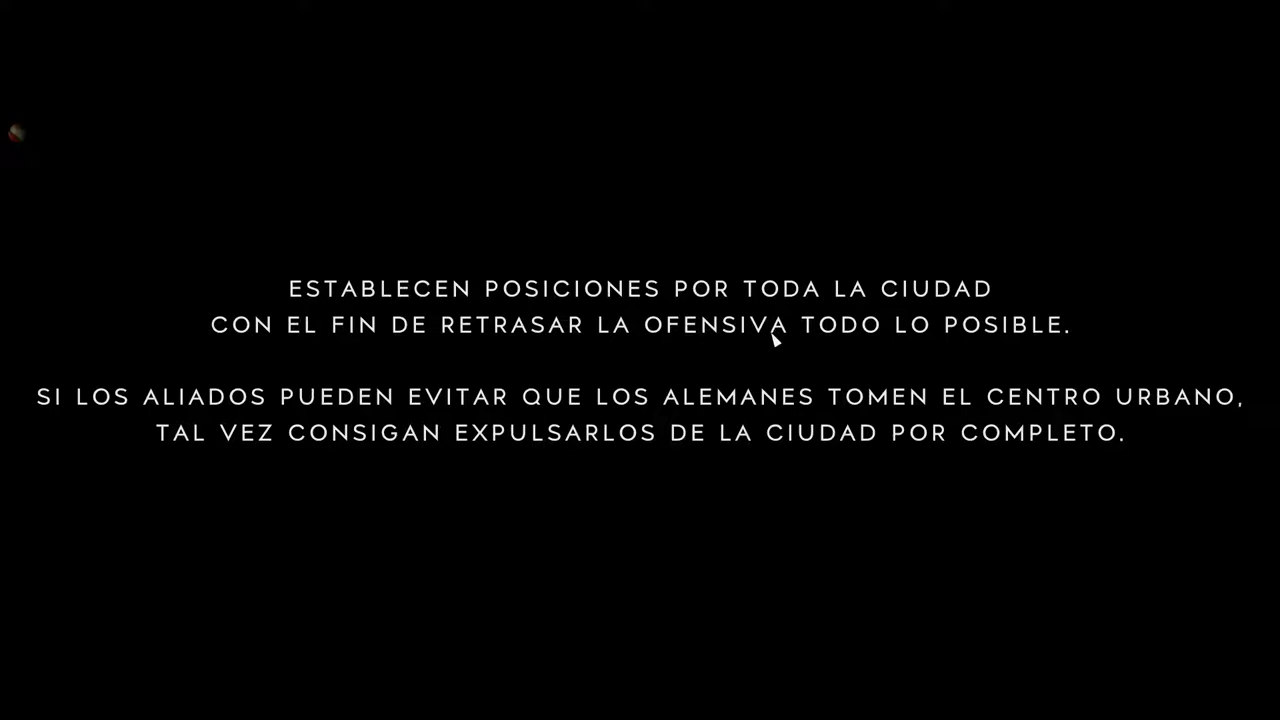 ESTABLECEN POSICIONES POR TODA LA CIUDAD
CON EL FIN DE RETRASAR LA OFENSIVA TODO LO POSIBLE.
SI LOS ALIADOS PUEDEN EVITAR QUE LOS ALEMANES TOMEN EL CENTRO URBANO,
TAL VEZ CONSIGAN EXPULSARLOS DE LA CIUDAD POR COMPLETO.